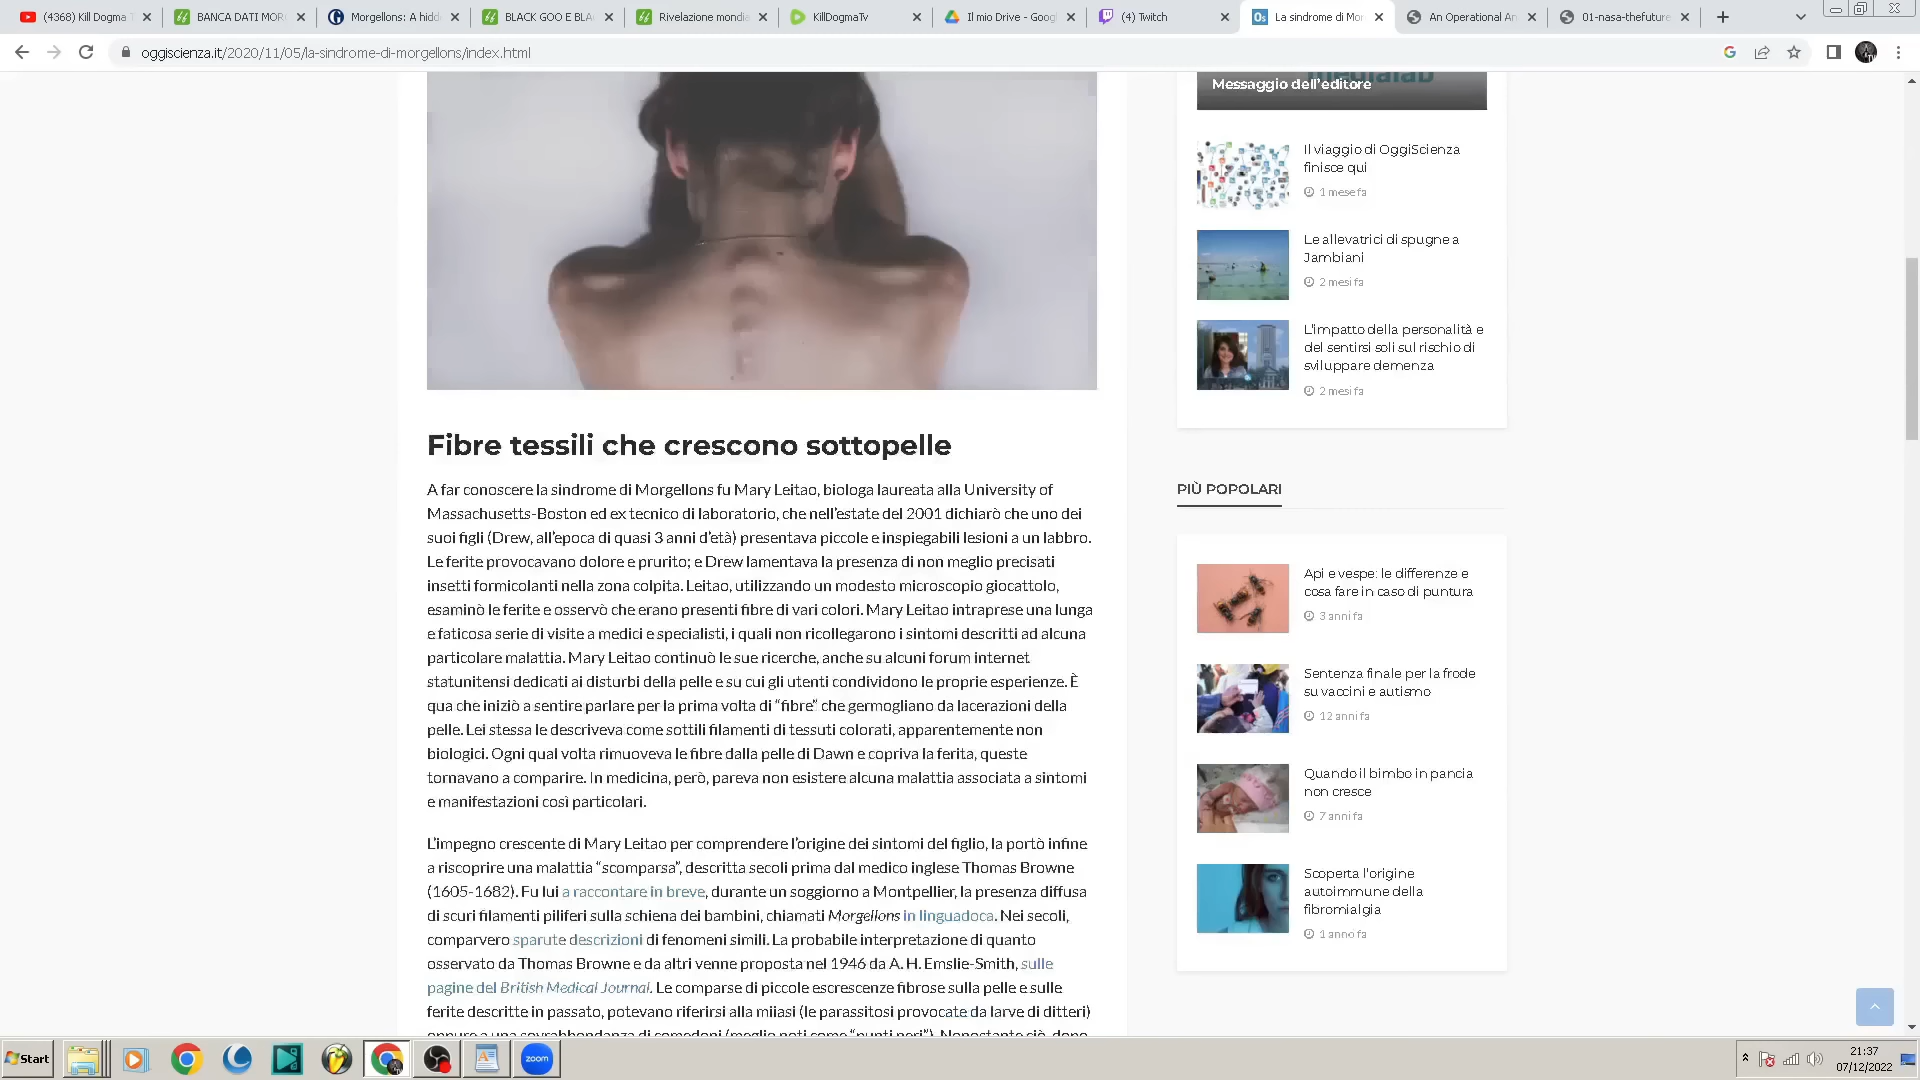 (4368) Kill Dogma T
BANCA DATI MOR
Morgellons: A hidd
BLACK GOO E BLA
Rivelazione mondia
KillDogmaTv
Il mio Drive - Goog
(4) Twitch
La sindrome di Mor
An Operational An
01-nasa-thefuture
oggiscienza.it/2020/11/05/la-sindrome-di-morgellons/index.html
Messaggio dell'editore
Il viaggio di OggiScienza
finisce qui
1 mese fa
Le allevatrici di spugne a
Jambiani
2 mesi fa
L'impatto della personalità e
del sentirsi soli sul rischio di
sviluppare demenza
2 mesi fa
Fibre tessili che crescono sottopelle
A far conoscere la sindrome di Morgellons fu Mary Leitao, biologa laureata alla University of
Massachusetts-Boston ed ex tecnico di laboratorio, che nell'estate del 2001 dichiarò che uno dei
suoi figli (Drew, all'epoca di quasi 3 anni d'età) presentava piccole e inspiegabili lesioni a un labbro.
Le ferite provocavano dolore e prurito; e Drew lamentava la presenza di non meglio precisati
insetti formicolanti nella zona colpita. Leitao, utilizzando un modesto microscopio giocattolo,
esaminò le ferite e osservò che erano presenti fibre di vari colori. Mary Leitao intraprese una lunga
e faticosa serie di visite a medici e specialisti, i quali non ricollegarono i sintomi descritti ad alcuna
particolare malattia. Mary Leitao continuò le sue ricerche, anche su alcuni forum internet
statunitensi dedicati ai disturbi della pelle e su cui gli utenti condividono le proprie esperienze. È
qua che iniziò a sentire parlare per la prima volta di “fibre” che germogliano da lacerazioni della
pelle. Lei stessa le descriveva come sottili filamenti di tessuti colorati, apparentemente non
biologici. Ogni qual volta rimuoveva le fibre dalla pelle di Dawn e copriva la ferita, queste
tornavano a comparire. In medicina, però, pareva non esistere alcuna malattia associata a sintomi
e manifestazioni così particolari.
L'impegno crescente di Mary Leitao per comprendere l'origine dei sintomi del figlio, la portò infine
a riscoprire una malattia “scomparsa”, descritta secoli prima dal medico inglese Thomas Browne
(1605-1682). Fu lui a raccontare in breve, durante un soggiorno a Montpellier, la presenza diffusa
di scuri filamenti piliferi sulla schiena dei bambini, chiamati Morgellons in linguadoca. Nei secoli,
comparvero sparute descrizioni di fenomeni simili. La probabile interpretazione di quanto
osservato da Thomas Browne e da altri venne proposta nel 1946 da A. H. Emslie-Smith, sulle
pagine del British Medical Journal. Le comparse di piccole escrescenze fibrose sulla pelle e sulle
ferite descritte in passato, potevano riferirsi alla miiasi (le parassitosi provocate da larve di ditteri)
oppure a una sovrabbondanza di comedoni (meglio noti come “punti neri”). Nonostante ciò, dopo
PIÙ POPOLARI
Api e vespe: le differenze e
cosa fare in caso di puntura
3 anni fa
Sentenza finale per la frode
su vaccini e autismo
12 anni fa
Quando il bimbo in pancia
non cresce
7 anni fa
Scoperta l'origine
autoimmune della
fibromialgia
1 anno fa
Start
zoom
21:37
07/12/2022